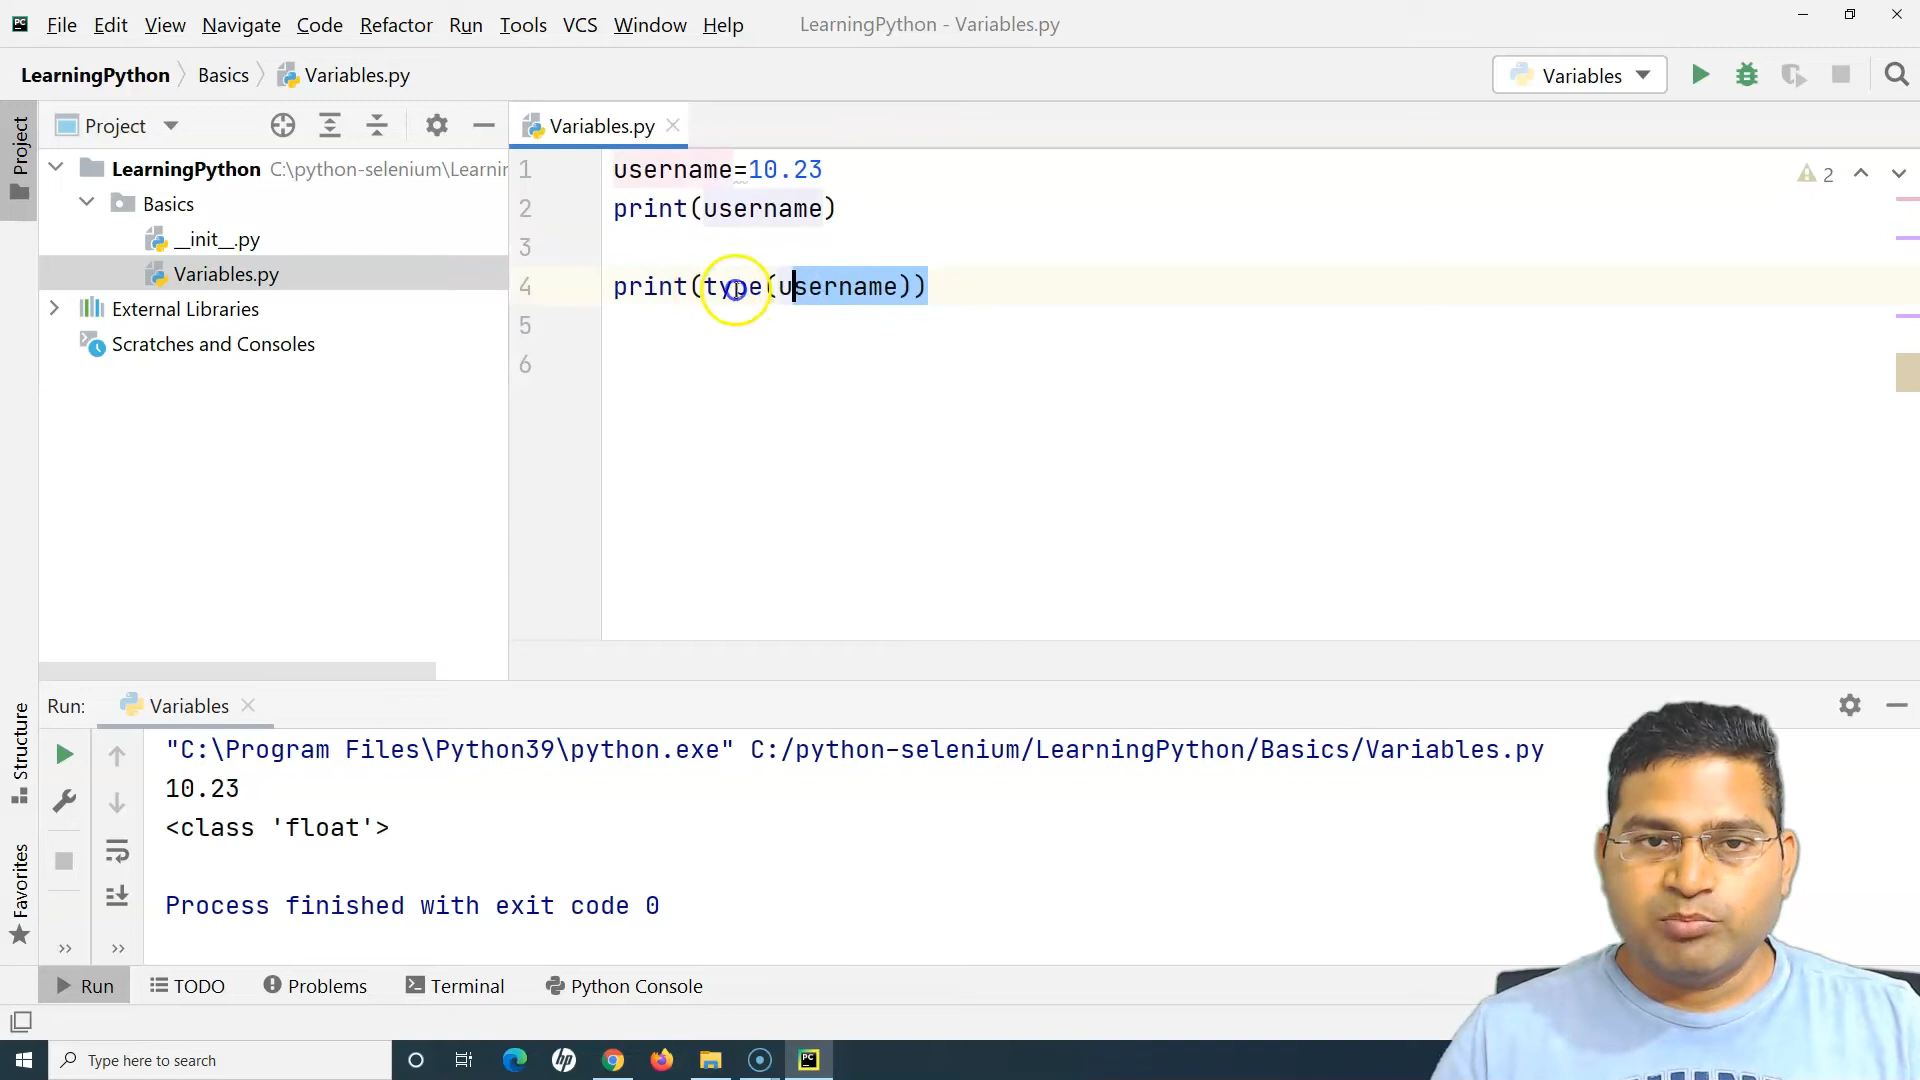 File Edit View Navigate Code Refactor Run Tools VCS Window Help LearningPython - Variables.py
LearningPython Basics Variables.py Variables
Project
Project
Variables.py
LearningPython C:\python-selenium\Learnin
Basics
__init__.py
Variables.py
External Libraries
Scratches and Consoles
1 username=10.23
2 print(username)
3
4 print(type(username))
5
6
2
Structure
Favorites
Run: Variables
"C:\Program Files\Python39\python.exe" C:/python-selenium/LearningPython/Basics/Variables.py
10.23
<class 'float'>
Process finished with exit code 0
Run TODO Problems Terminal Python Console
Type here to search
hp
PC